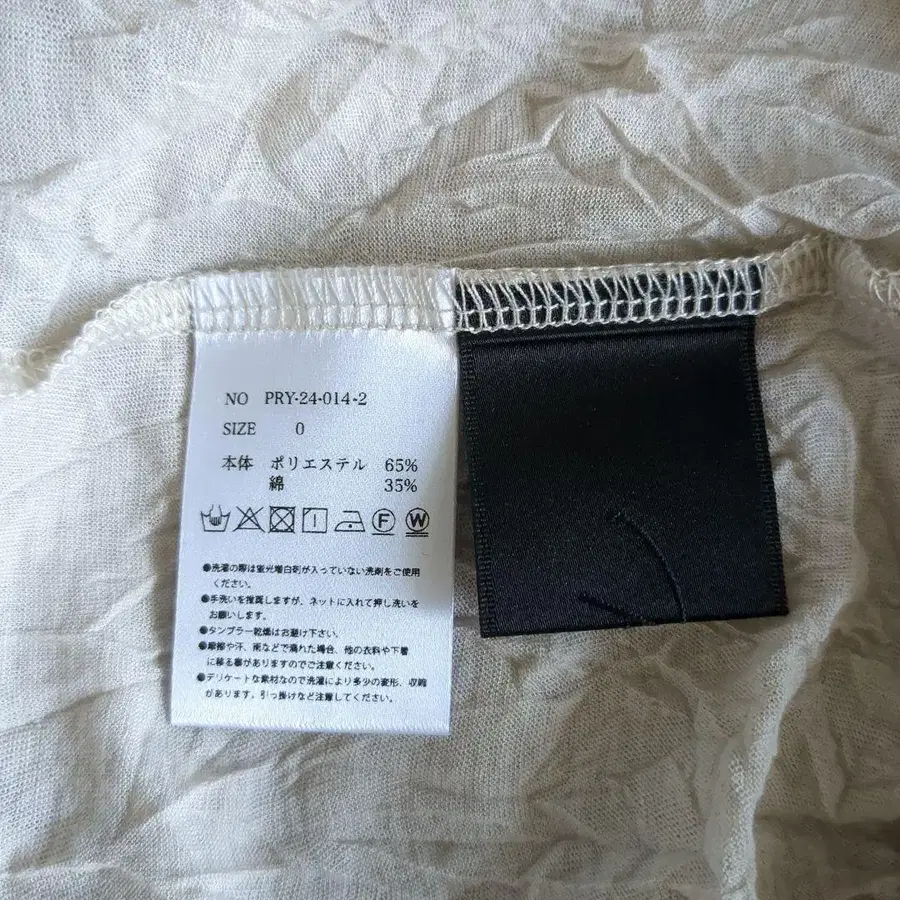 NO PRY-24-014-2
SIZE 0
本体 ポリエステル 65%
綿 35%
F W
●洗濯の際は蛍光増白剤が入っていない洗剤をご使用
ください。
●手洗いを推奨しますが、ネットに入れて押し洗いを
お願いします。
●タンブラー乾燥はお避け下さい。
●摩擦や汗、雨などで濡れた場合、他の衣料や下着
に移る事がありますのでご注意ください。
●デリケートな素材なので洗濯により多少の変形、収縮
があります。引っ掛けなど注意してください。